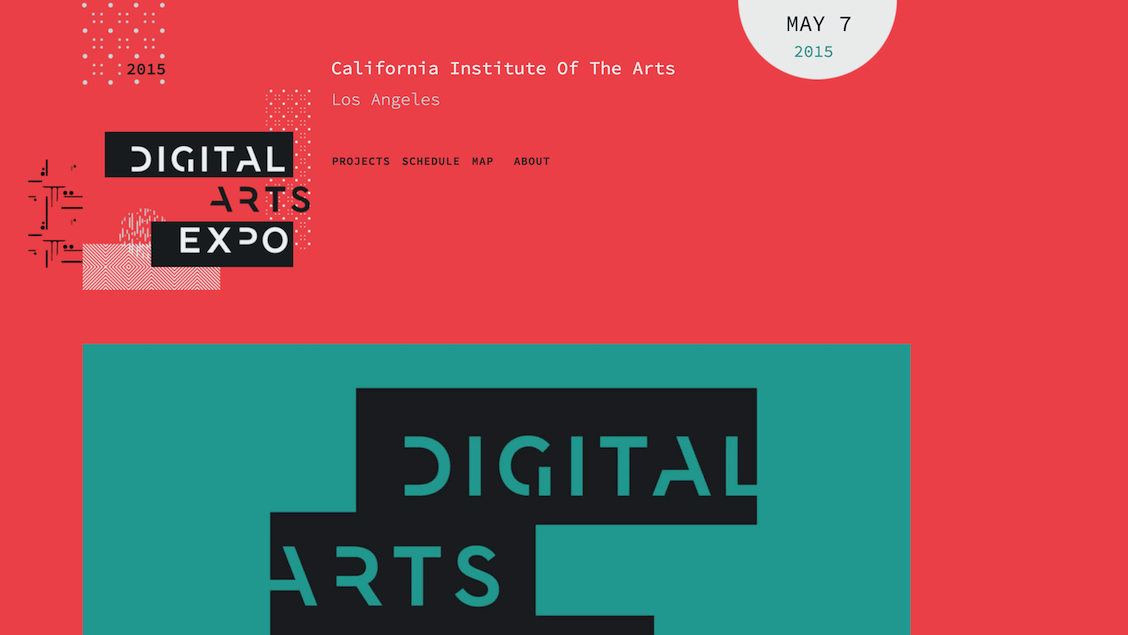 MAY 7
2015
2015
California Institute Of The Arts
Los Angeles
DIGITAL
ARTS
EXPO
PROJECTS SCHEDULE MAP ABOUT
DIGITAL
ARTS